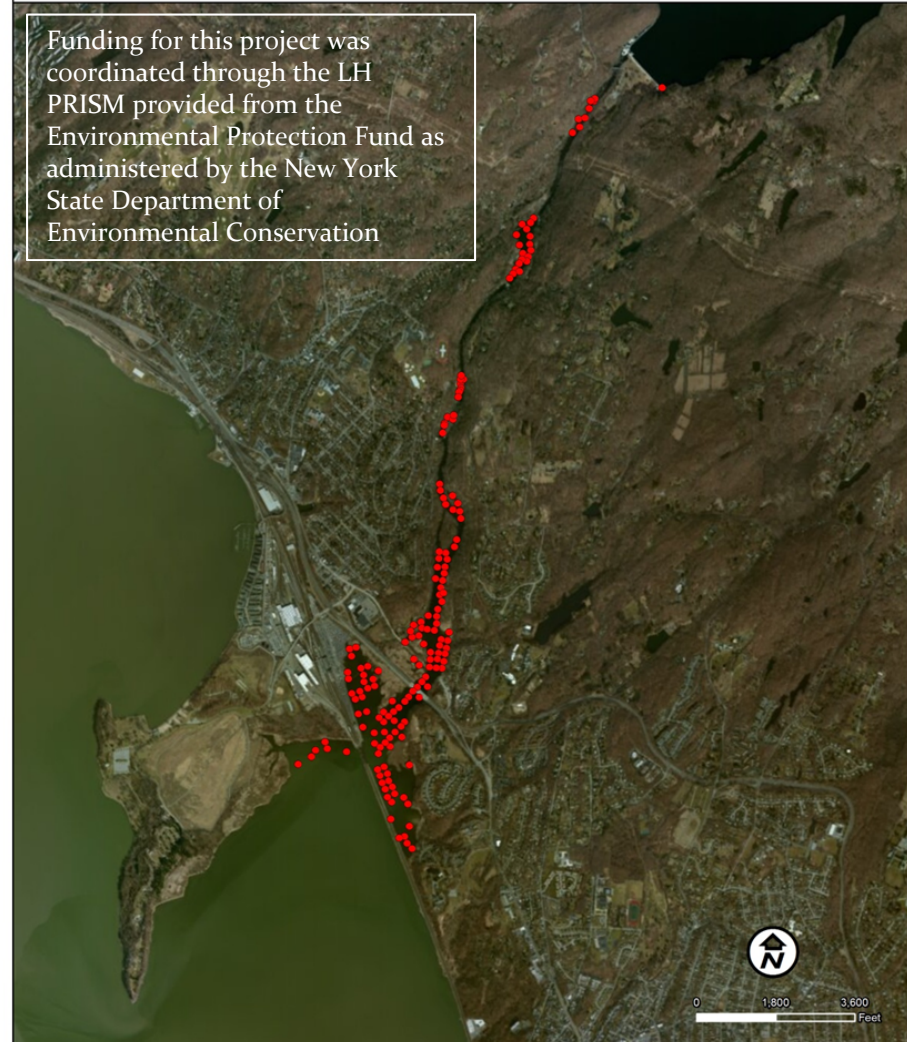 Funding for this project was
coordinated through the LH
PRISM provided from the
Environmental Protection Fund as
administered by the New York
State Department of
Environmental Conservation
N
0 1,800 3,600
Feet